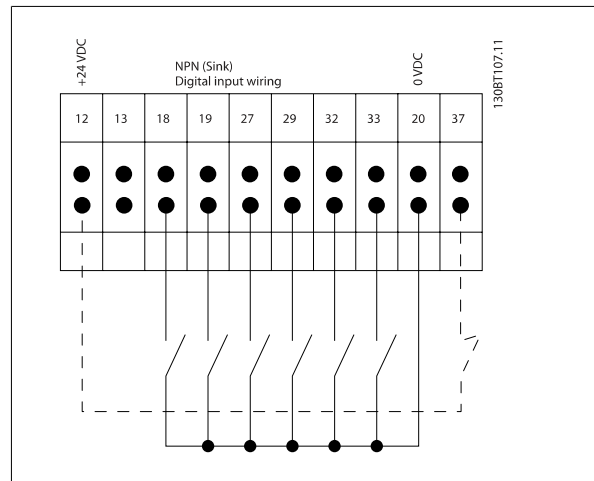 +24 VDC
NPN (Sink)
Digital input wiring
0 VDC
130BT107.11
12 13 18 19 27 29 32 33 20 37